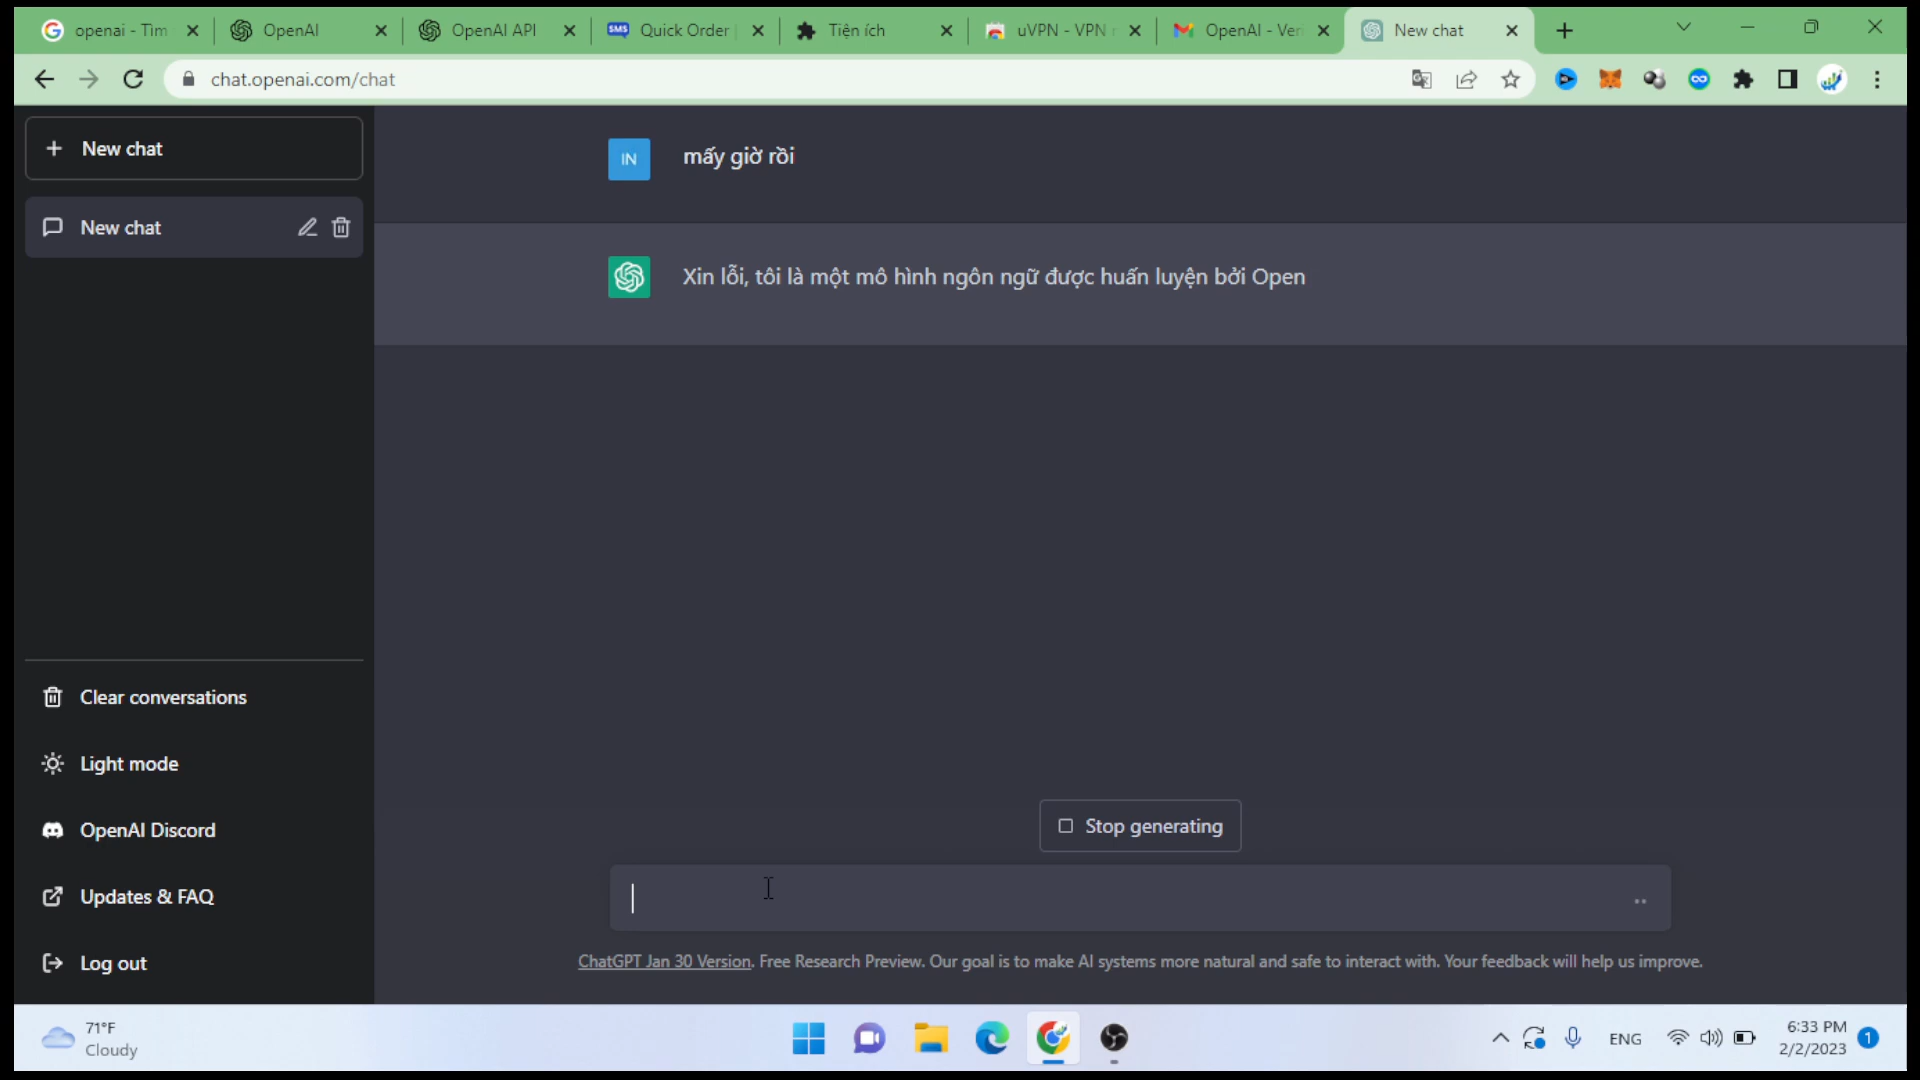 openai - Tìm
OpenAI
OpenAI API
SMS
Quick Order
Tiện ích
uVPN - VPN
OpenAI - Ver
New chat
chat.openai.com/chat
New chat
New chat
Clear conversations
Light mode
OpenAI Discord
Updates & FAQ
Log out
IN
mấy giờ rồi
Xin lỗi, tôi là một mô hình ngôn ngữ được huấn luyện bởi Open
Stop generating
ChatGPT Jan 30 Version. Free Research Preview. Our goal is to make AI systems more natural and safe to interact with. Your feedback will help us improve.
71°F
Cloudy
ENG
6:33 PM
2/2/2023
1